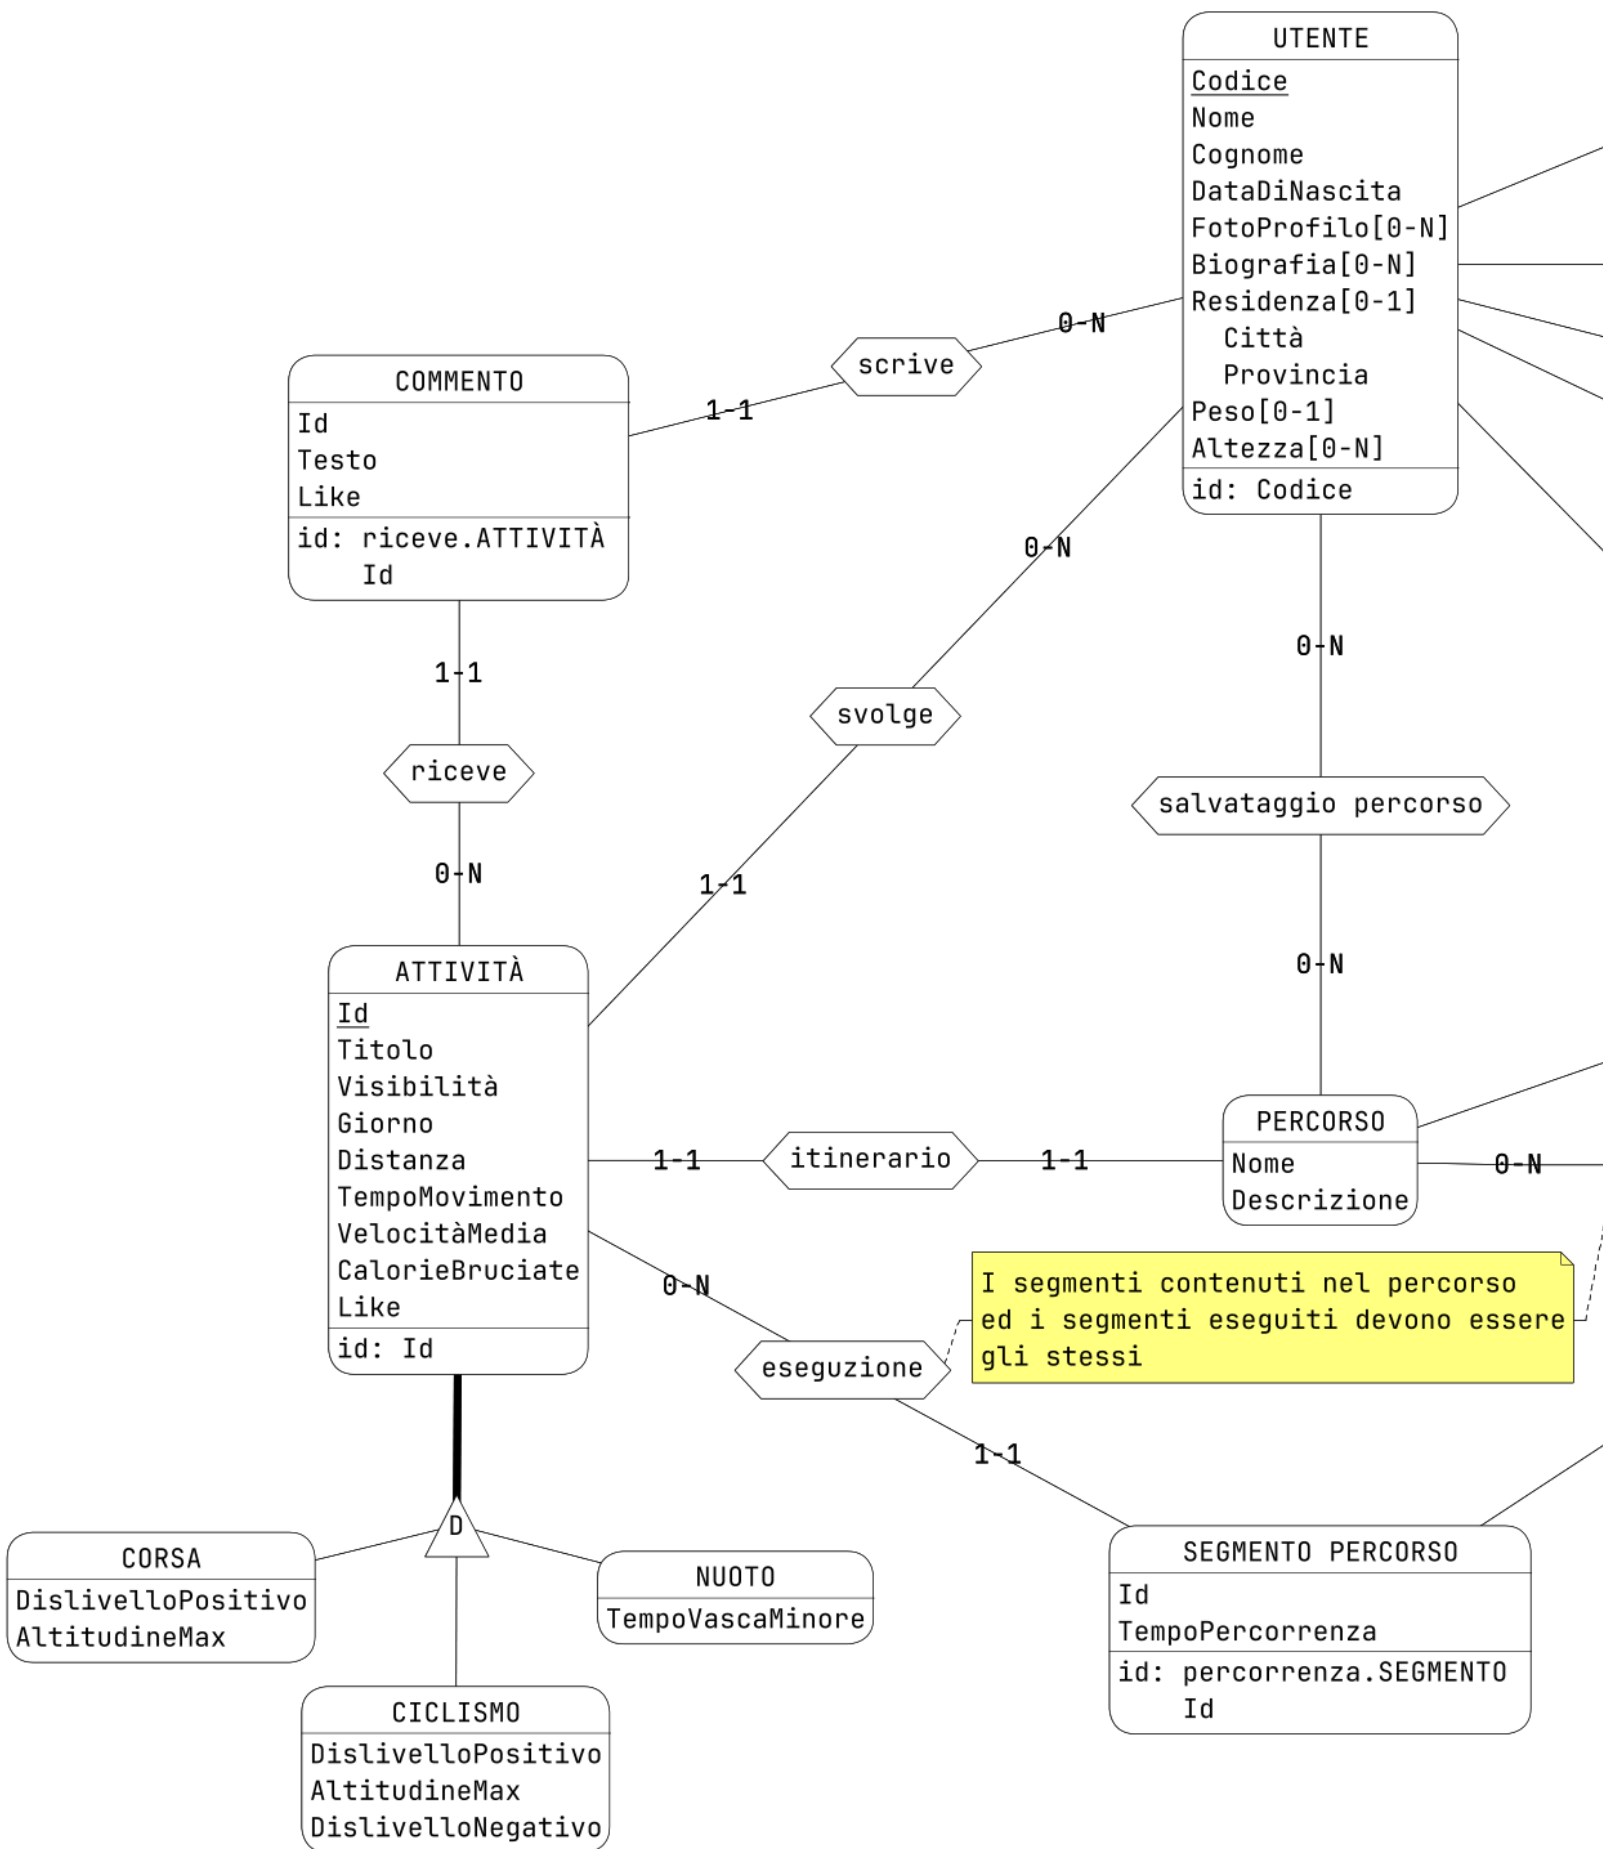 UTENTE
Codice
Nome
Cognome
DataDiNascita
FotoProfilo[0-N]
Biografia[0-N]
Residenza[0-1]
Città
Provincia
Peso[0-1]
Altezza[0-N]
id: Codice
0-N
scrive
1-1
COMMENTO
Id
Testo
Like
id: riceve.ATTIVITÀ
Id
1-1
riceve
0-N
0-N
svolge
1-1
0-N
salvataggio percorso
0-N
ATTIVITÀ
Id
Titolo
Visibilità
Giorno
Distanza
TempoMovimento
VelocitàMedia
CalorieBruciate
Like
id: Id
1-1
itinerario
1-1
PERCORSO
Nome
Descrizione
0-N
I segmenti contenuti nel percorso
ed i segmenti eseguiti devono essere
gli stessi
0-N
eseguzione
1-1
SEGMENTO PERCORSO
Id
TempoPercorrenza
id: percorrenza.SEGMENTO
Id
D
CORSA
DislivelloPositivo
AltitudineMax
NUOTO
TempoVascaMinore
CICLISMO
DislivelloPositivo
AltitudineMax
DislivelloNegativo